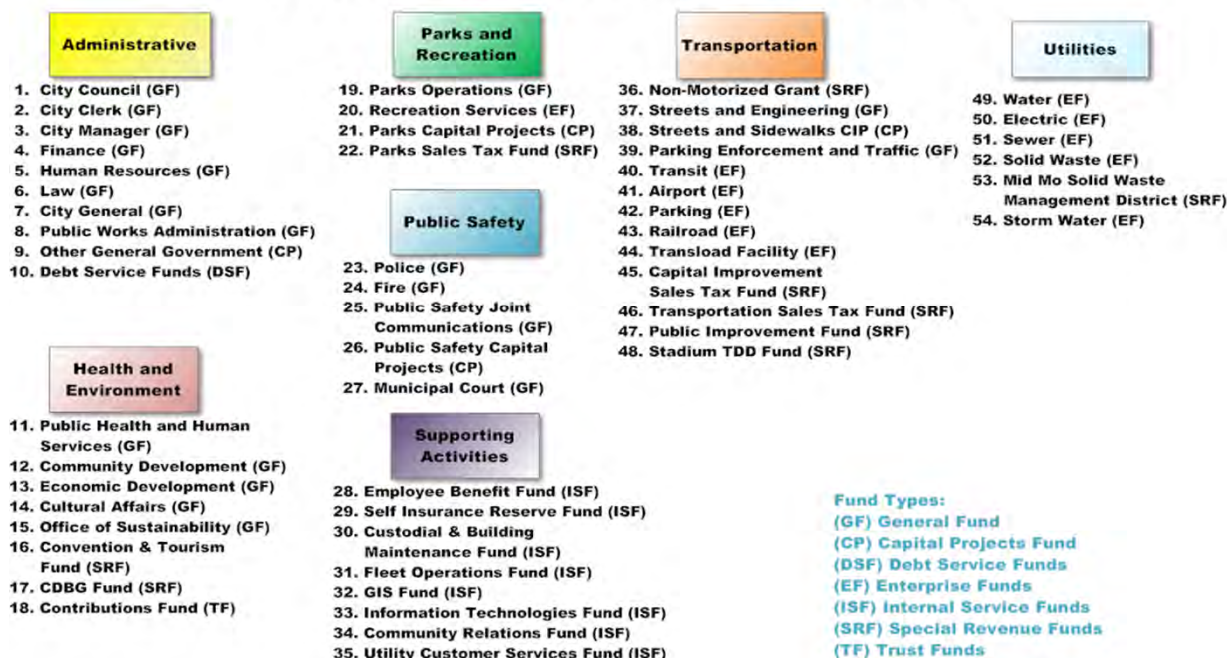 Administrative
1. City Council (GF)
2. City Clerk (GF)
3. City Manager (GF)
4. Finance (GF)
5. Human Resources (GF)
6. Law (GF)
7. City General (GF)
8. Public Works Administration (GF)
9. Other General Government (CP)
10. Debt Service Funds (DSF)
Health and
Environment
11. Public Health and Human
Services (GF)
12. Community Development (GF)
13. Economic Development (GF)
14. Cultural Affairs (GF)
15. Office of Sustainability (GF)
16. Convention & Tourism
Fund (SRF)
17. CDBG Fund (SRF)
18. Contributions Fund (TF)
Parks and
Recreation
19. Parks Operations (GF)
20. Recreation Services (EF)
21. Parks Capital Projects (CP)
22. Parks Sales Tax Fund (SRF)
Public Safety
23. Police (GF)
24. Fire (GF)
25. Public Safety Joint
Communications (GF)
26. Public Safety Capital
Projects (CP)
27. Municipal Court (GF)
Supporting
Activities
28. Employee Benefit Fund (ISF)
29. Self Insurance Reserve Fund (ISF)
30. Custodial & Building
Maintenance Fund (ISF)
31. Fleet Operations Fund (ISF)
32. GIS Fund (ISF)
33. Information Technologies Fund (ISF)
34. Community Relations Fund (ISF)
35. Utility Customer Services Fund (ISF)
Transportation
36. Non-Motorized Grant (SRF)
37. Streets and Engineering (GF)
38. Streets and Sidewalks CIP (CP)
39. Parking Enforcement and Traffic (GF)
40. Transit (EF)
41. Airport (EF)
42. Parking (EF)
43. Railroad (EF)
44. Transload Facility (EF)
45. Capital Improvement
Sales Tax Fund (SRF)
46. Transportation Sales Tax Fund (SRF)
47. Public Improvement Fund (SRF)
48. Stadium TDD Fund (SRF)
Utilities
49. Water (EF)
50. Electric (EF)
51. Sewer (EF)
52. Solid Waste (EF)
53. Mid Mo Solid Waste
Management District (SRF)
54. Storm Water (EF)
Fund Types:
(GF) General Fund
(CP) Capital Projects Fund
(DSF) Debt Service Funds
(EF) Enterprise Funds
(ISF) Internal Service Funds
(SRF) Special Revenue Funds
(TF) Trust Funds